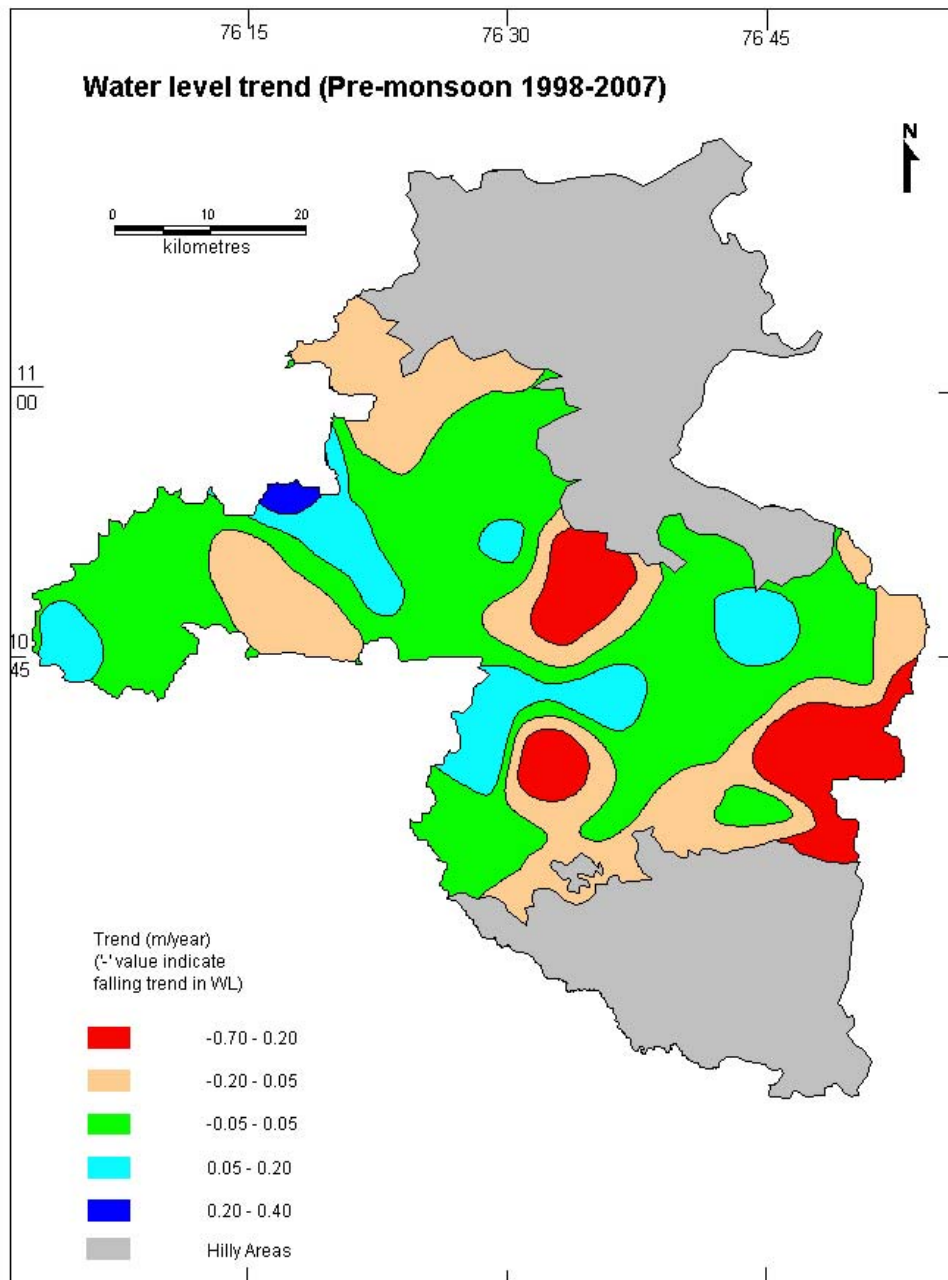 76 15
76 30
76 45
Water level trend (Pre-monsoon 1998-2007)
N
0 10 20
kilometres
11
00
10
45
Trend (m/year)
('-' value indicate
falling trend in WL)
-0.70 - 0.20
-0.20 - 0.05
-0.05 - 0.05
0.05 - 0.20
0.20 - 0.40
Hilly Areas